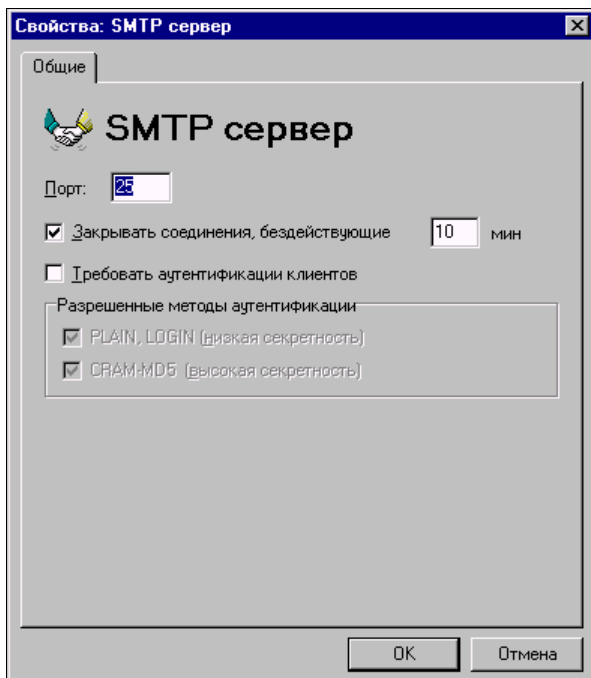 Свойства: SMTP сервер
Общие
SMTP сервер
Порт: 25
Закрывать соединения, бездействующие 10 мин
Требовать аутентификации клиентов
Разрешенные методы аутентификации
PLAIN, LOGIN (низкая секретность)
CRAM-MD5 (высокая секретность)
OK Отмена